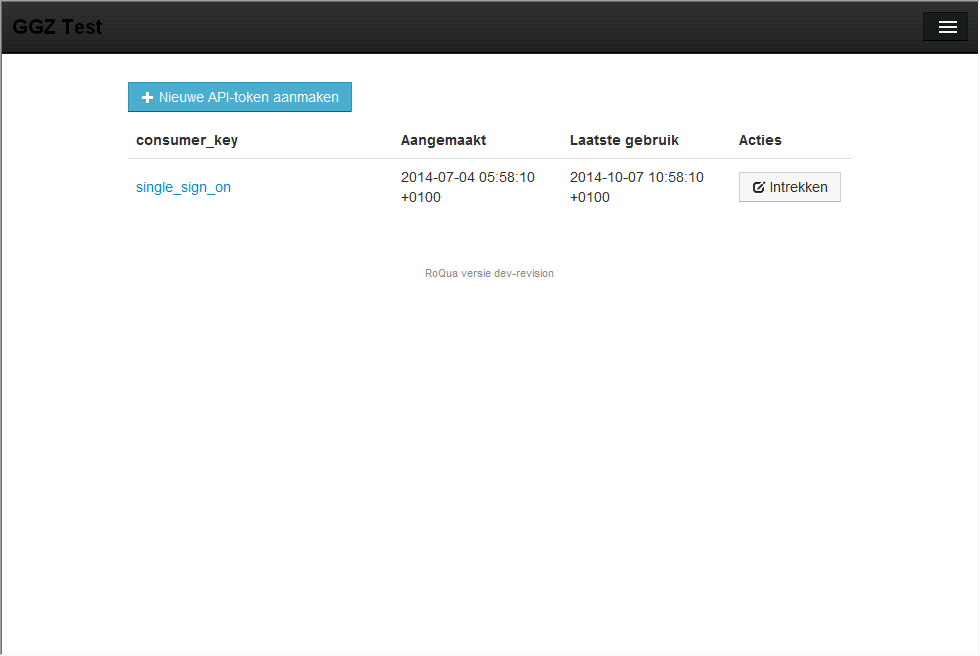 GGZ Test
Nieuwe API-token aanmaken
consumer_key Aangemaakt Laatste gebruik Acties
single_sign_on 2014-07-04 05:58:10 +0100 2014-10-07 10:58:10 +0100 Intrekken
RoQua versie dev-revision